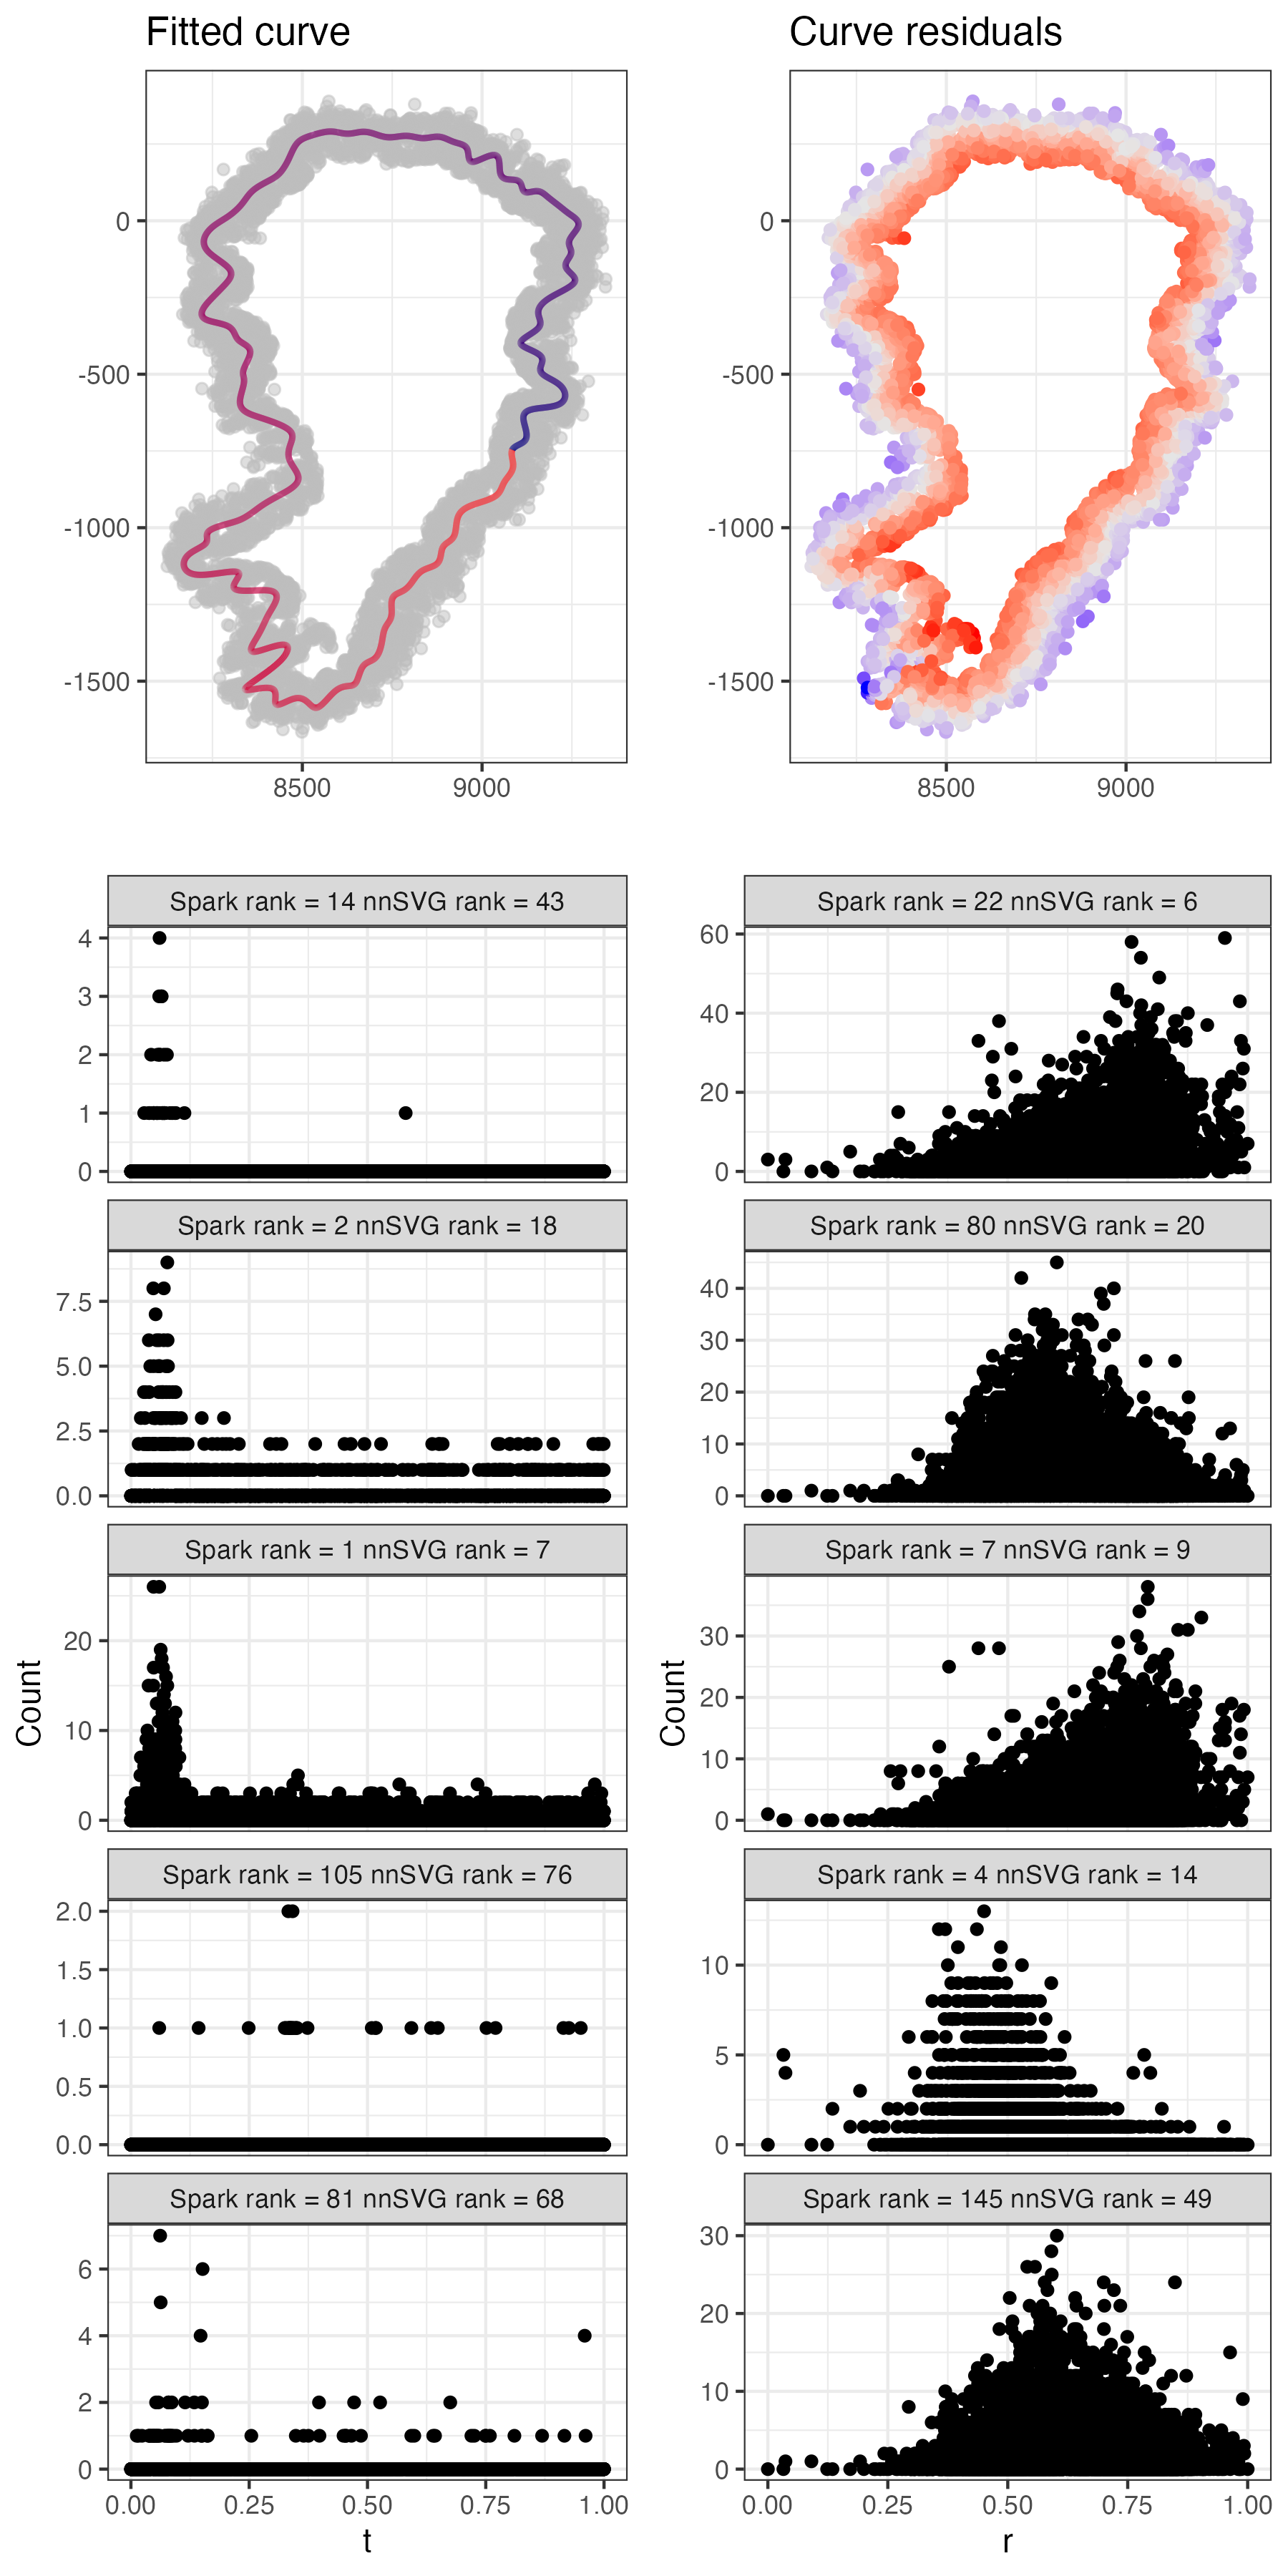 Fitted curve
0
-500
-1000
-1500
8500 9000
Curve residuals
0
-500
-1000
-1500
8500 9000
Count
Spark rank = 14 nnSVG rank = 43
4
3
2
1
0
Spark rank = 2 nnSVG rank = 18
7.5
5.0
2.5
0.0
Spark rank = 1 nnSVG rank = 7
20
10
0
Spark rank = 105 nnSVG rank = 76
2.0
1.5
1.0
0.5
0.0
Spark rank = 81 nnSVG rank = 68
6
4
2
0
0.00 0.25 0.50 0.75 1.00
t
Count
Spark rank = 22 nnSVG rank = 6
60
40
20
0
Spark rank = 80 nnSVG rank = 20
40
30
20
10
0
Spark rank = 7 nnSVG rank = 9
30
20
10
0
Spark rank = 4 nnSVG rank = 14
10
5
0
Spark rank = 145 nnSVG rank = 49
30
20
10
0
0.00 0.25 0.50 0.75 1.00
r